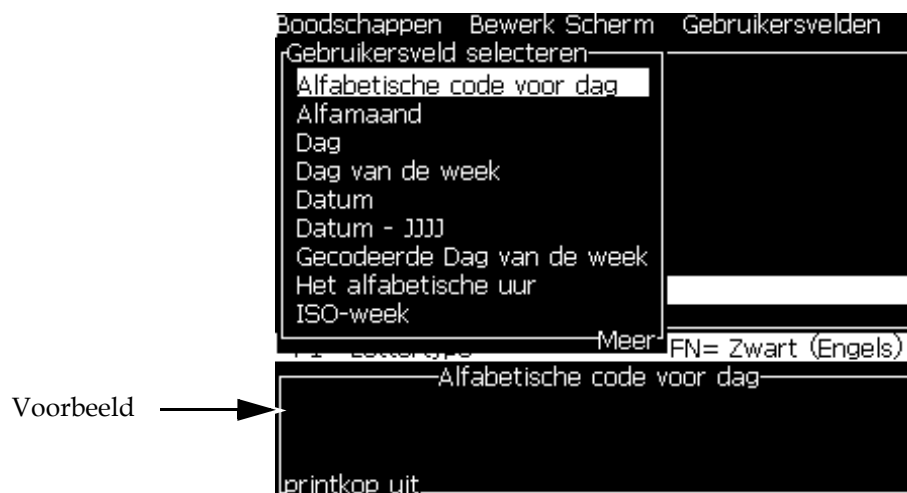 Boodschappen Bewerk Scherm Gebruikersvelden
Gebruikersveld selecteren
Alfabetische code voor dag
Alfamaand
Dag
Dag van de week
Datum
Datum - JJJJ
Gecodeerde Dag van de week
Het alfabetische uur
ISO-week
Meer
FN= Zwart (Engels)
Alfabetische code voor dag
Voorbeeld
printkop uit